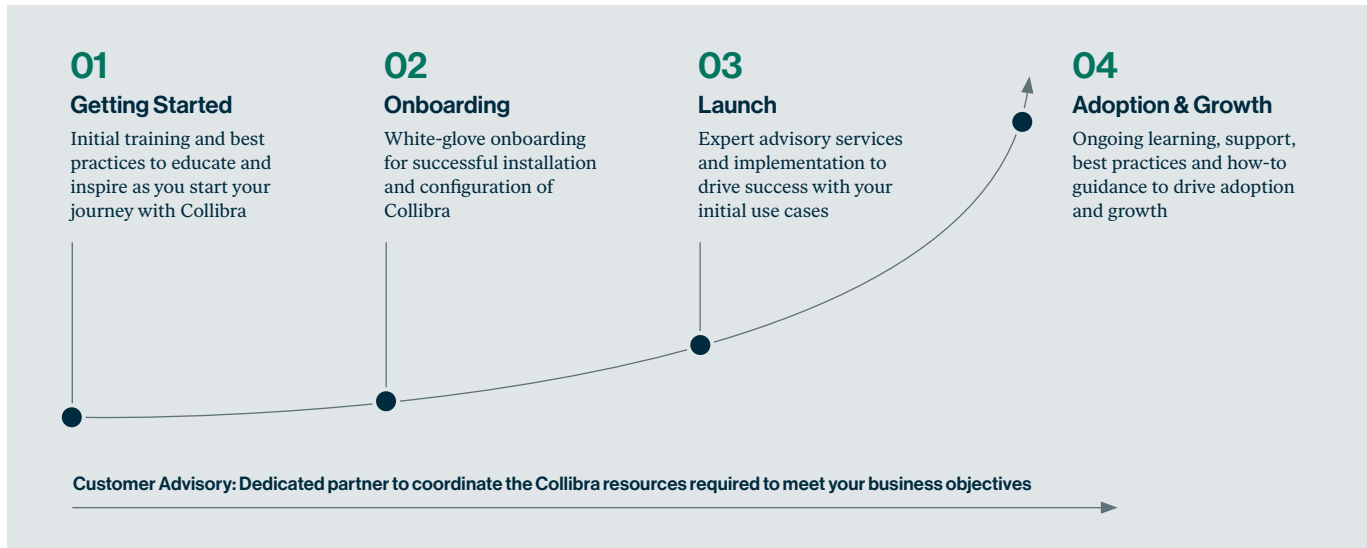 01
Getting Started
Initial training and best
practices to educate and
inspire as you start your
journey with Collibra
02
Onboarding
White-glove onboarding
for successful installation
and configuration of
Collibra
03
Launch
Expert advisory services
and implementation to
drive success with your
initial use cases
04
Adoption & Growth
Ongoing learning, support,
best practices and how-to
guidance to drive adoption
and growth
Customer Advisory: Dedicated partner to coordinate the Collibra resources required to meet your business objectives